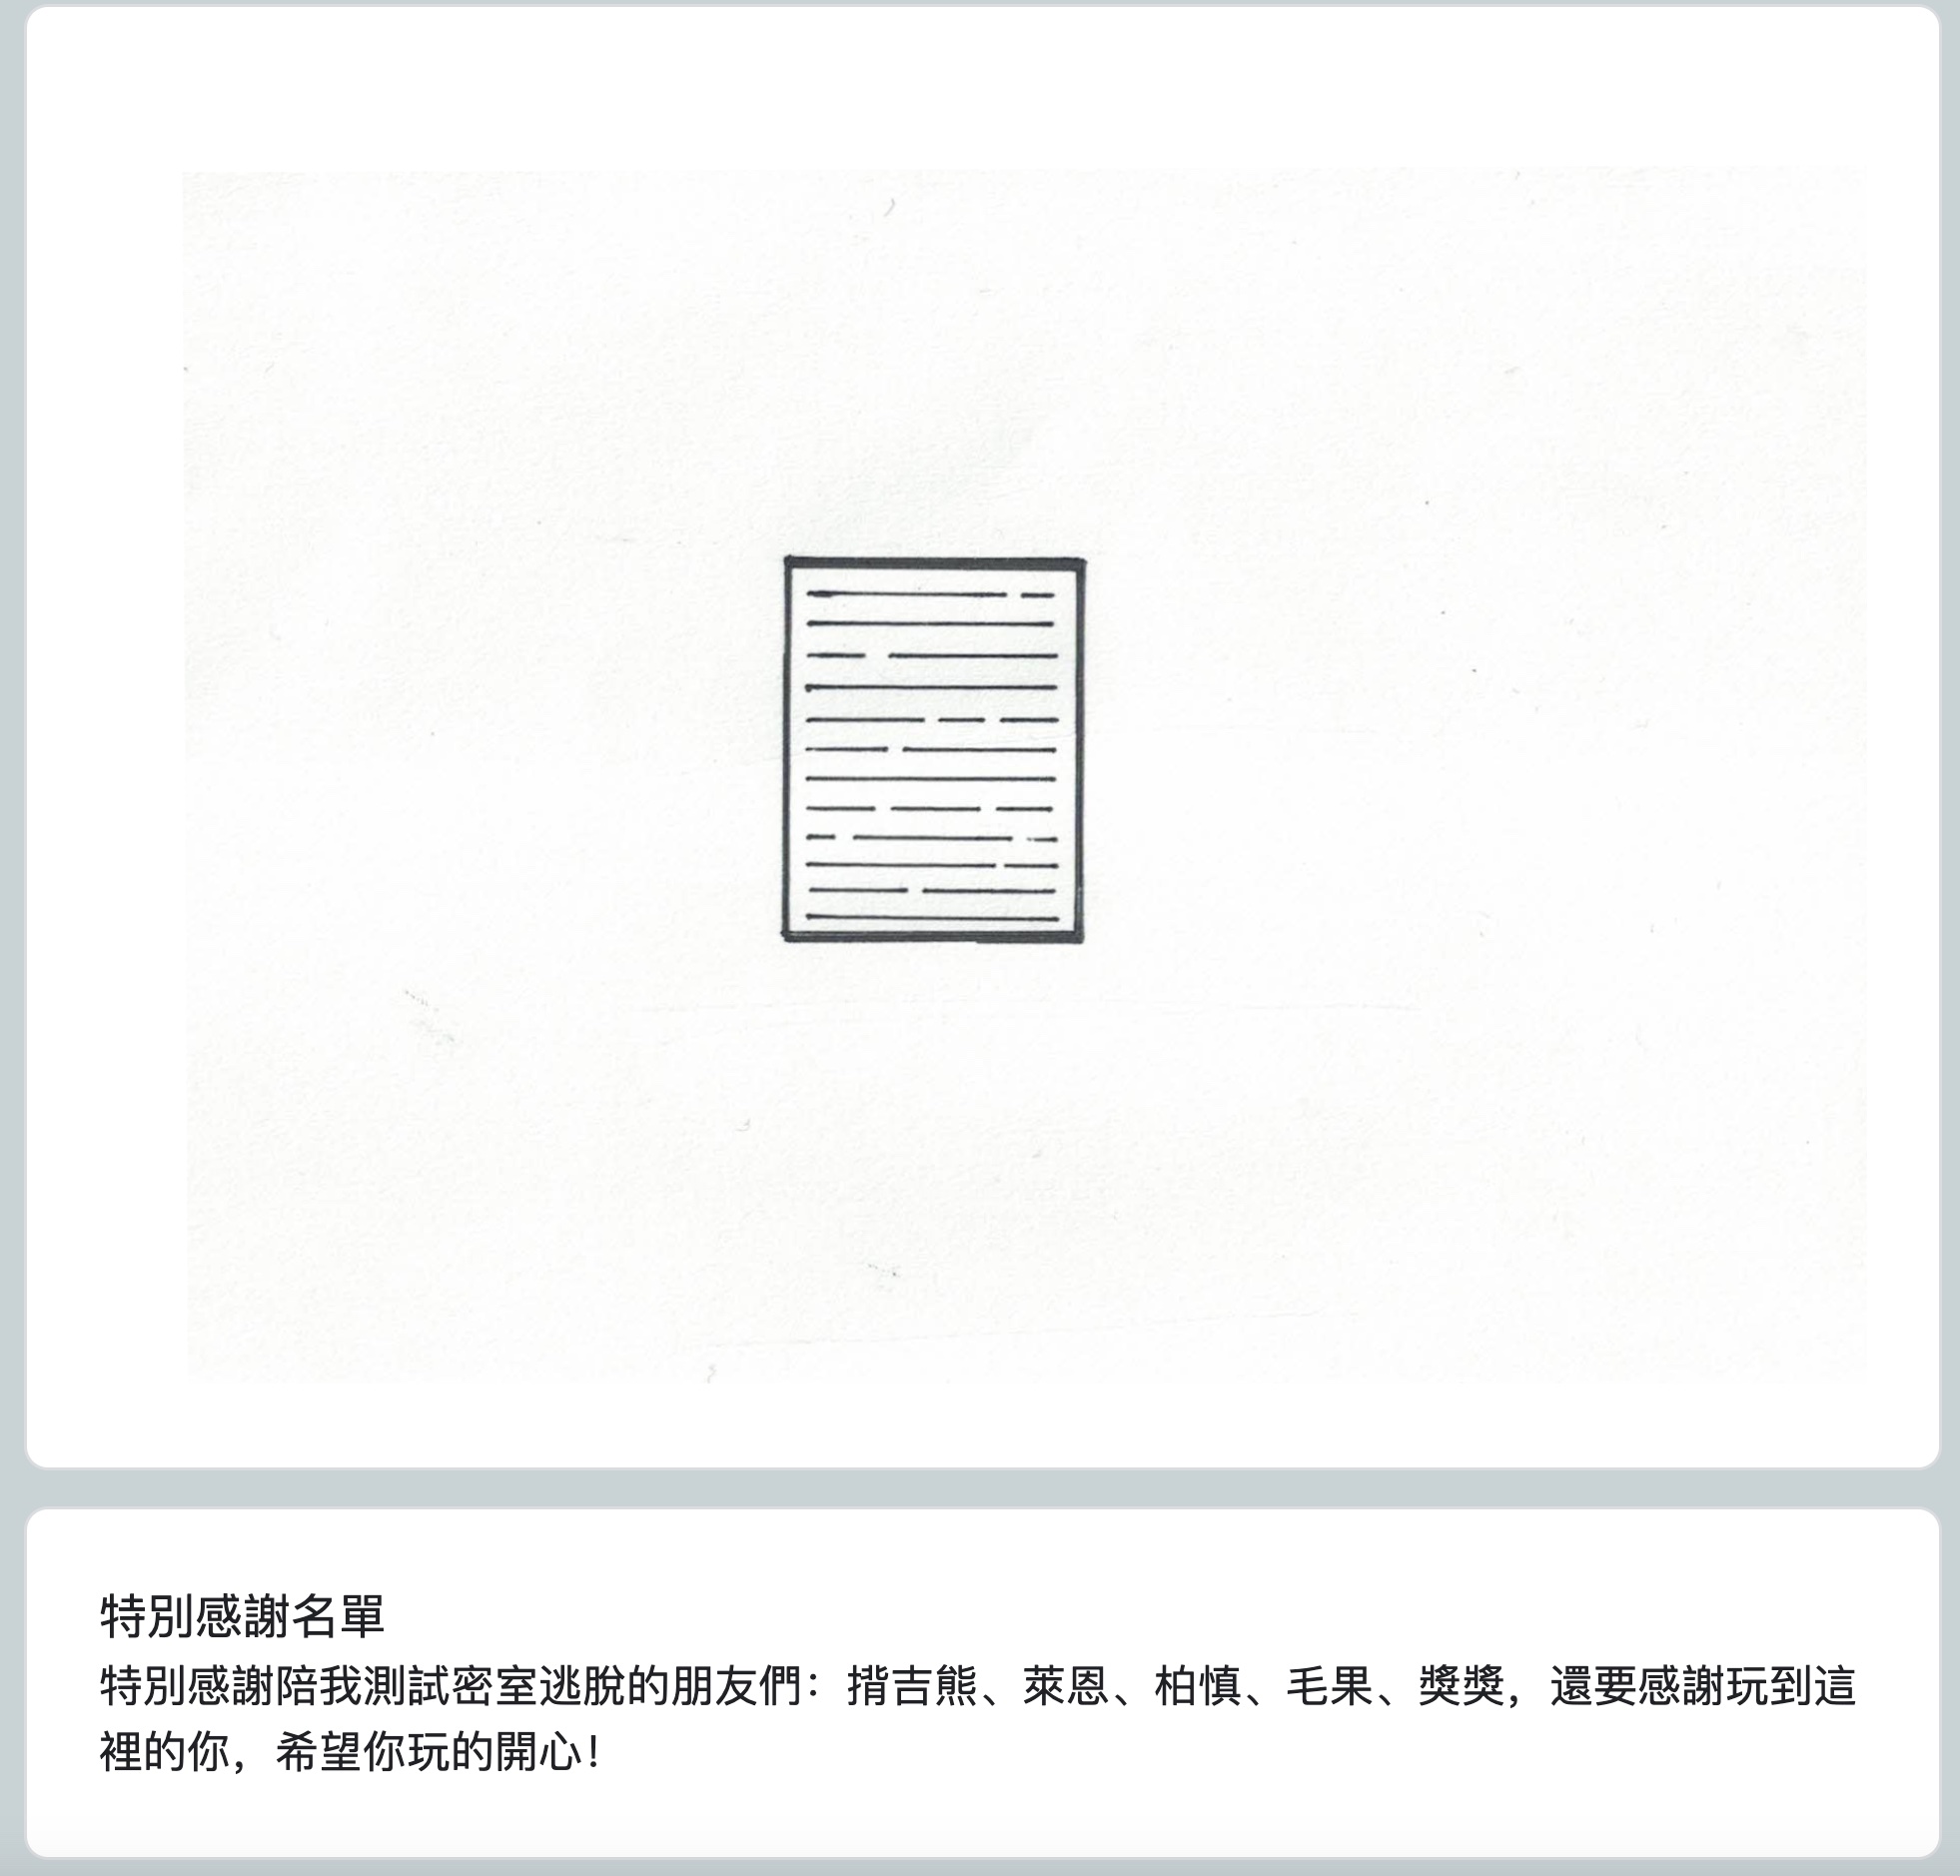 特別感謝名單
特別感謝陪我測試密室逃脫的朋友們：揹吉熊、萊恩、柏慎、毛果、獎獎，還要感謝玩到這
裡的你，希望你玩的開心！